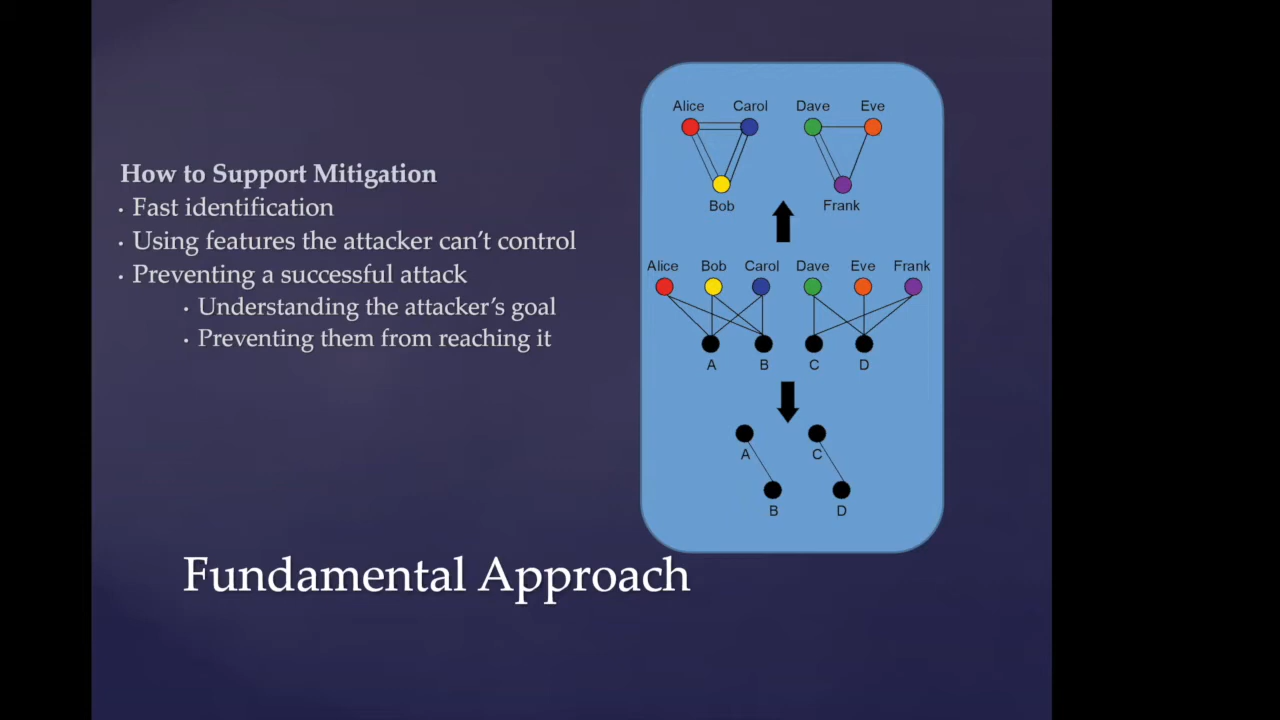 How to Support Mitigation
· Fast identification
· Using features the attacker can’t control
· Preventing a successful attack
· Understanding the attacker’s goal
· Preventing them from reaching it
Alice Carol Dave Eve
Bob Frank
Alice Bob Carol Dave Eve Frank
A B C D
A C
B D
Fundamental Approach